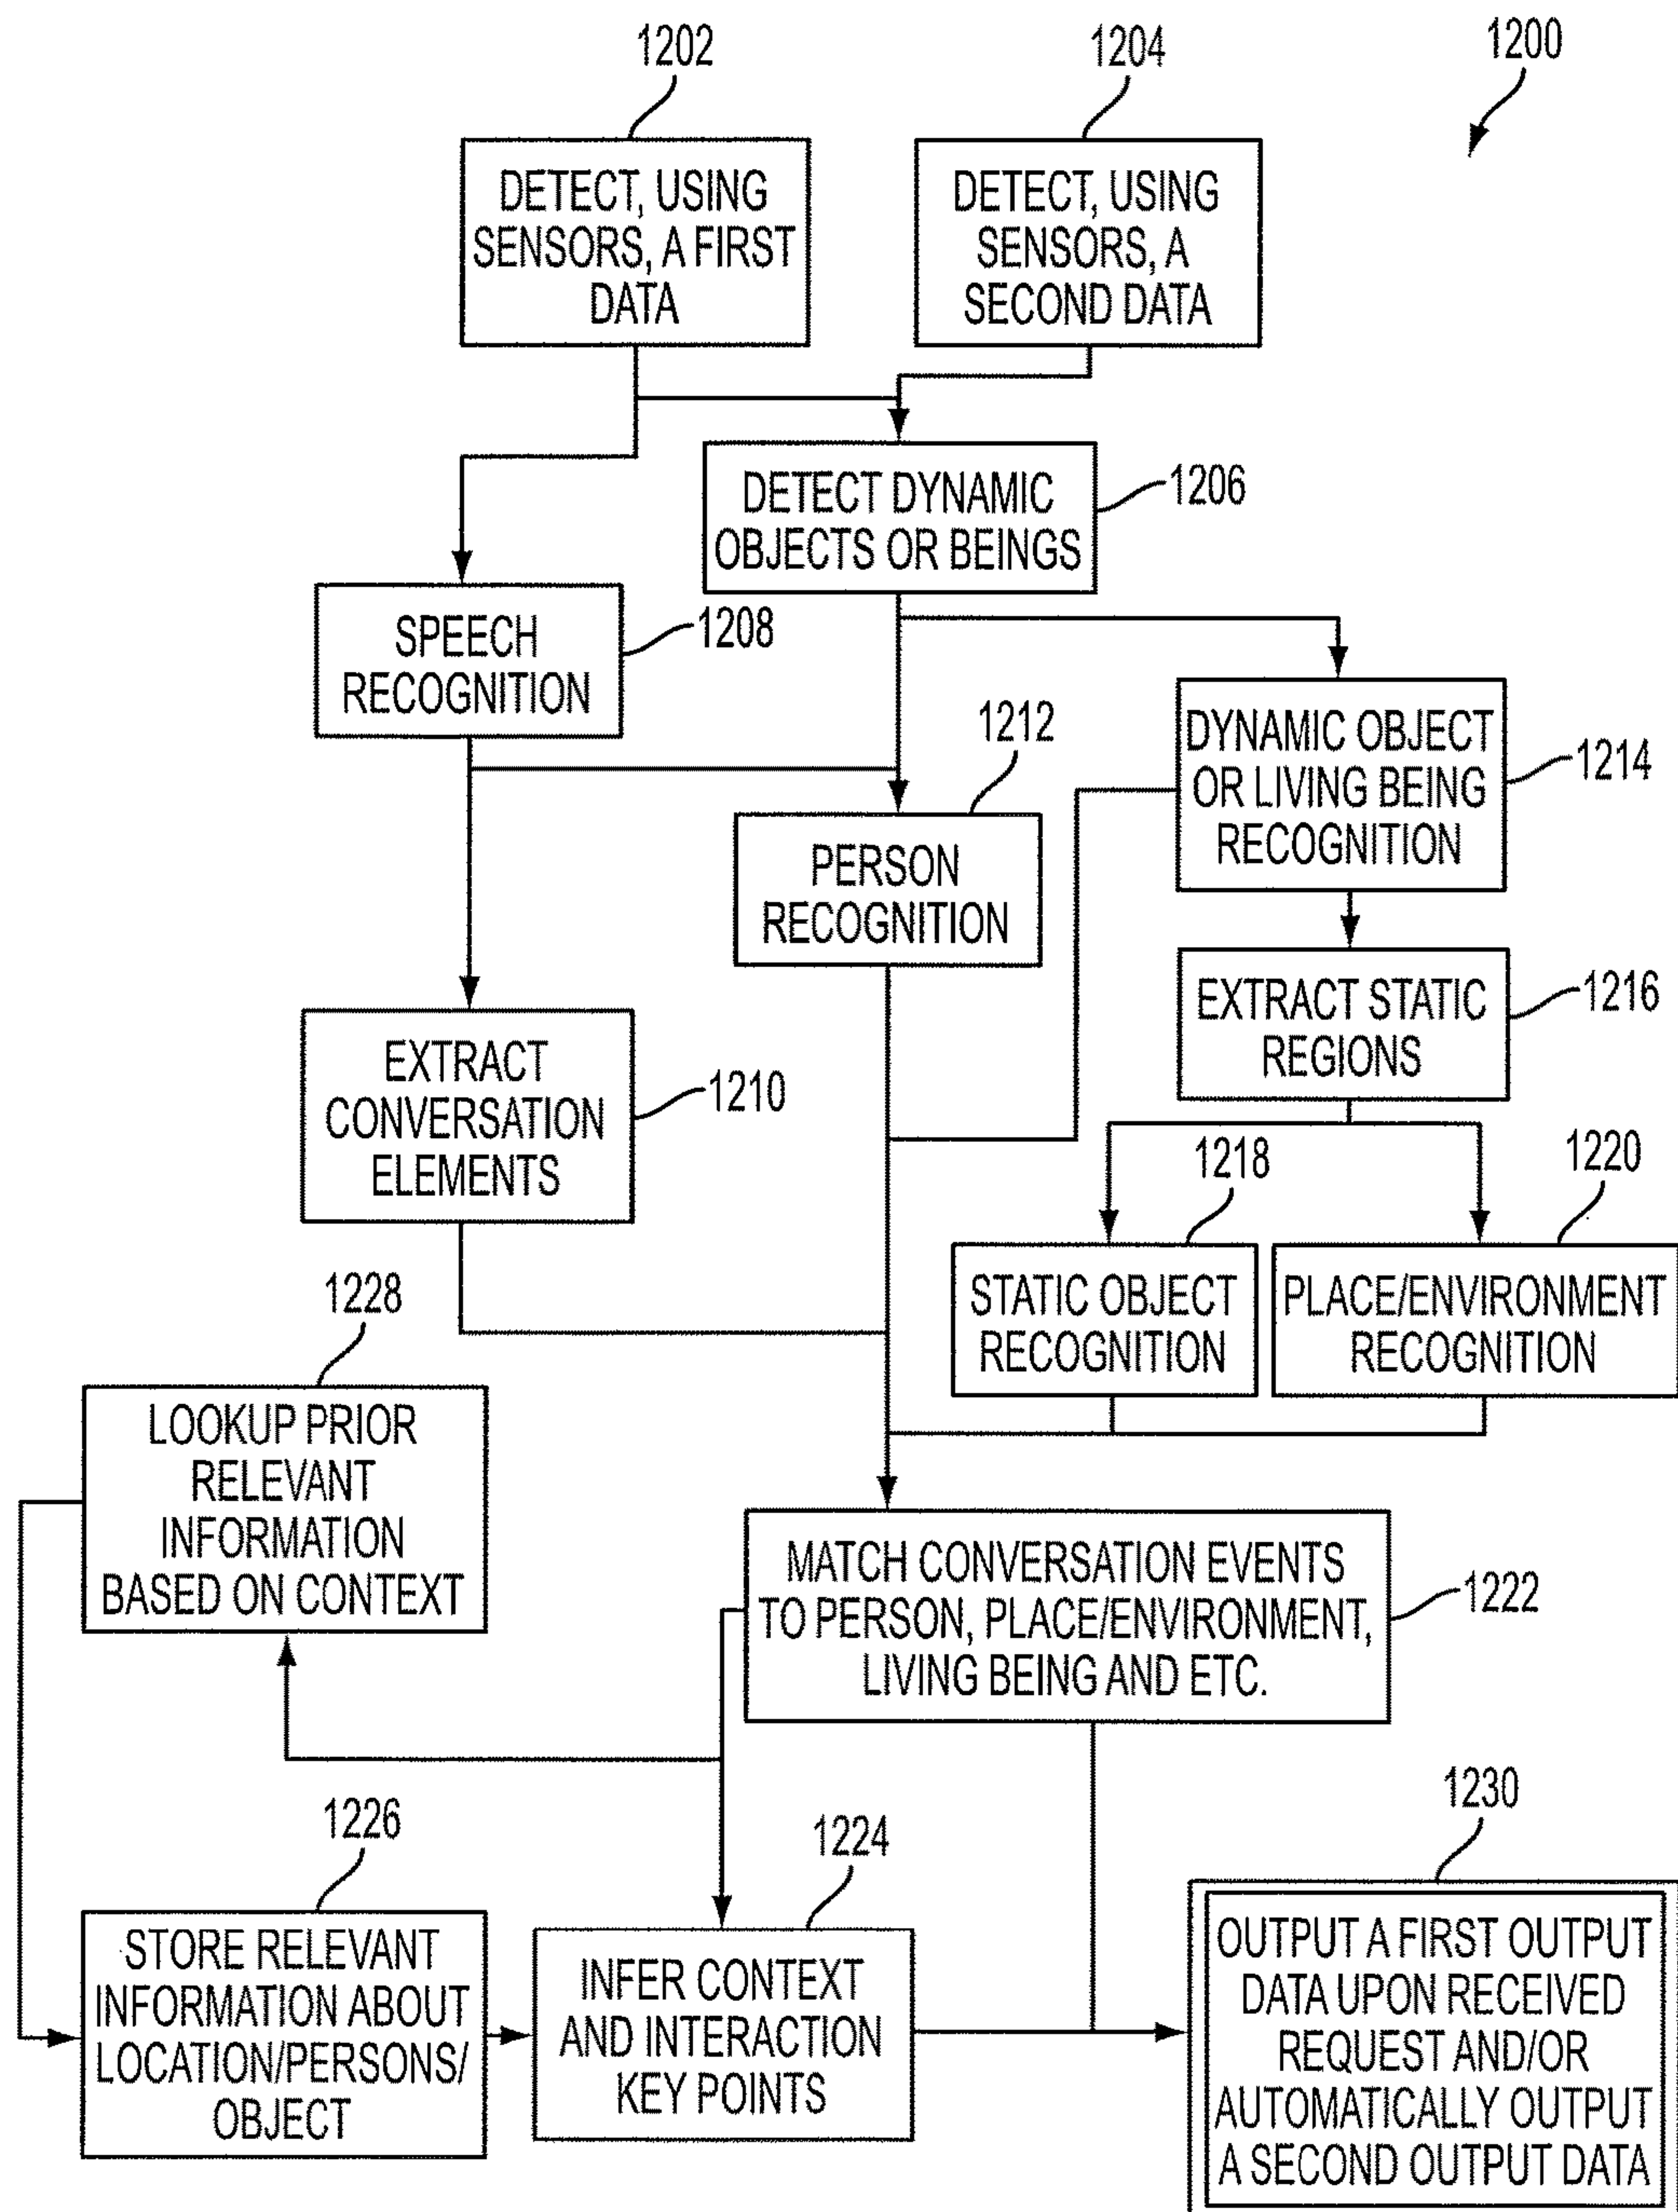 1202
1204
1200
DETECT, USING
SENSORS, A FIRST
DATA
DETECT, USING
SENSORS, A
SECOND DATA
DETECT DYNAMIC
OBJECTS OR BEINGS
1206
SPEECH
RECOGNITION
1208
1212
DYNAMIC OBJECT
OR LIVING BEING
RECOGNITION
1214
PERSON
RECOGNITION
EXTRACT STATIC
REGIONS
1216
EXTRACT
CONVERSATION
ELEMENTS
1210
1218
1220
STATIC OBJECT
RECOGNITION
PLACE/ENVIRONMENT
RECOGNITION
1228
LOOKUP PRIOR
RELEVANT
INFORMATION
BASED ON CONTEXT
MATCH CONVERSATION EVENTS
TO PERSON, PLACE/ENVIRONMENT,
LIVING BEING AND ETC.
1222
1226
1224
1230
STORE RELEVANT
INFORMATION ABOUT
LOCATION/PERSONS/
OBJECT
INFER CONTEXT
AND INTERACTION
KEY POINTS
OUTPUT A FIRST OUTPUT
DATA UPON RECEIVED
REQUEST AND/OR
AUTOMATICALLY OUTPUT
A SECOND OUTPUT DATA